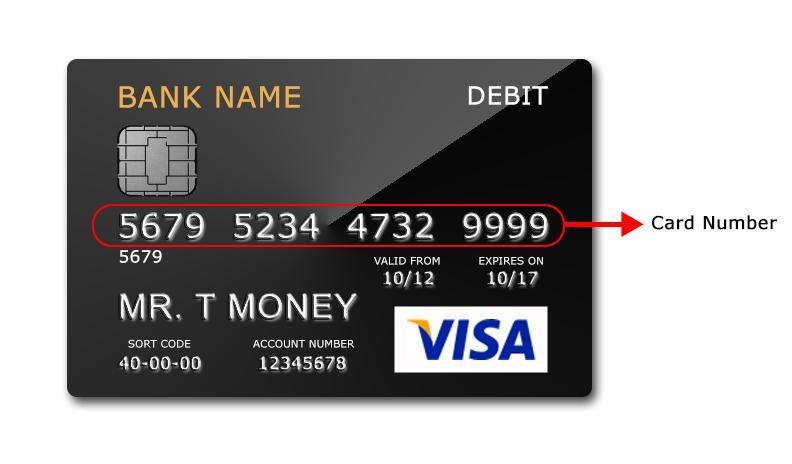 BANK NAME
DEBIT
5679 5234 4732 9999
Card Number
5679
VALID FROM
EXPIRES ON
10/12
10/17
MR. T MONEY
SORT CODE
ACCOUNT NUMBER
40-00-00
12345678
VISA